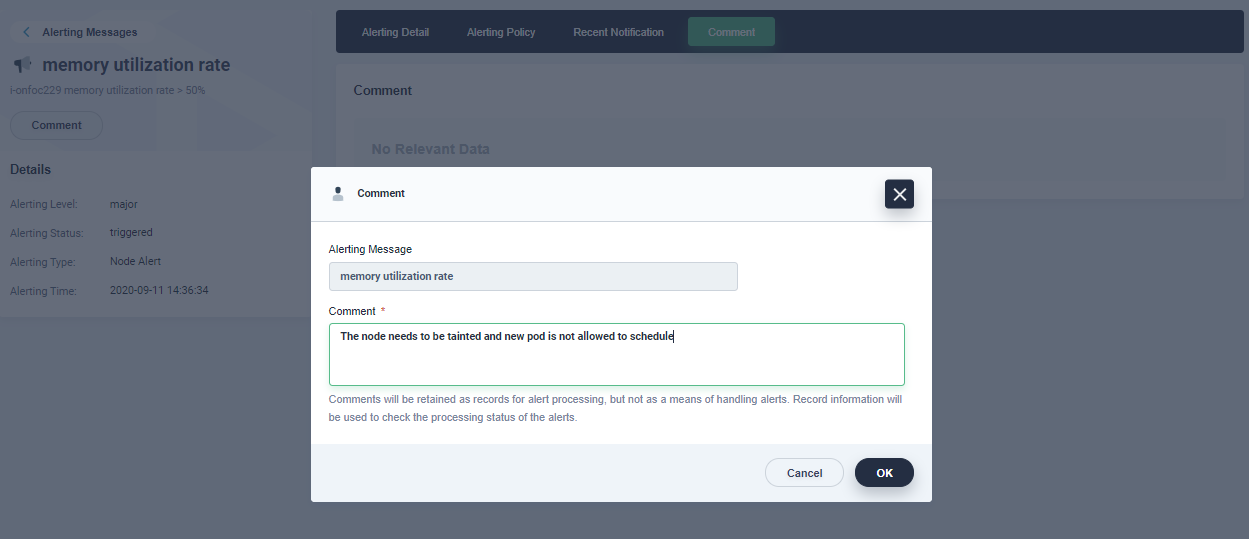 Alerting Messages
memory utilization rate
i-onfoc229 memory utilization rate > 50%
Comment
Details
Alerting Level: major
Alerting Status: triggered
Alerting Type: Node Alert
Alerting Time: 2020-09-11 14:36:34
Alerting Detail Alerting Policy Recent Notification Comment
Comment
No Relevant Data
Comment
Alerting Message
memory utilization rate
Comment *
The node needs to be tainted and new pod is not allowed to schedule
Comments will be retained as records for alert processing, but not as a means of handling alerts. Record information will
be used to check the processing status of the alerts.
Cancel OK